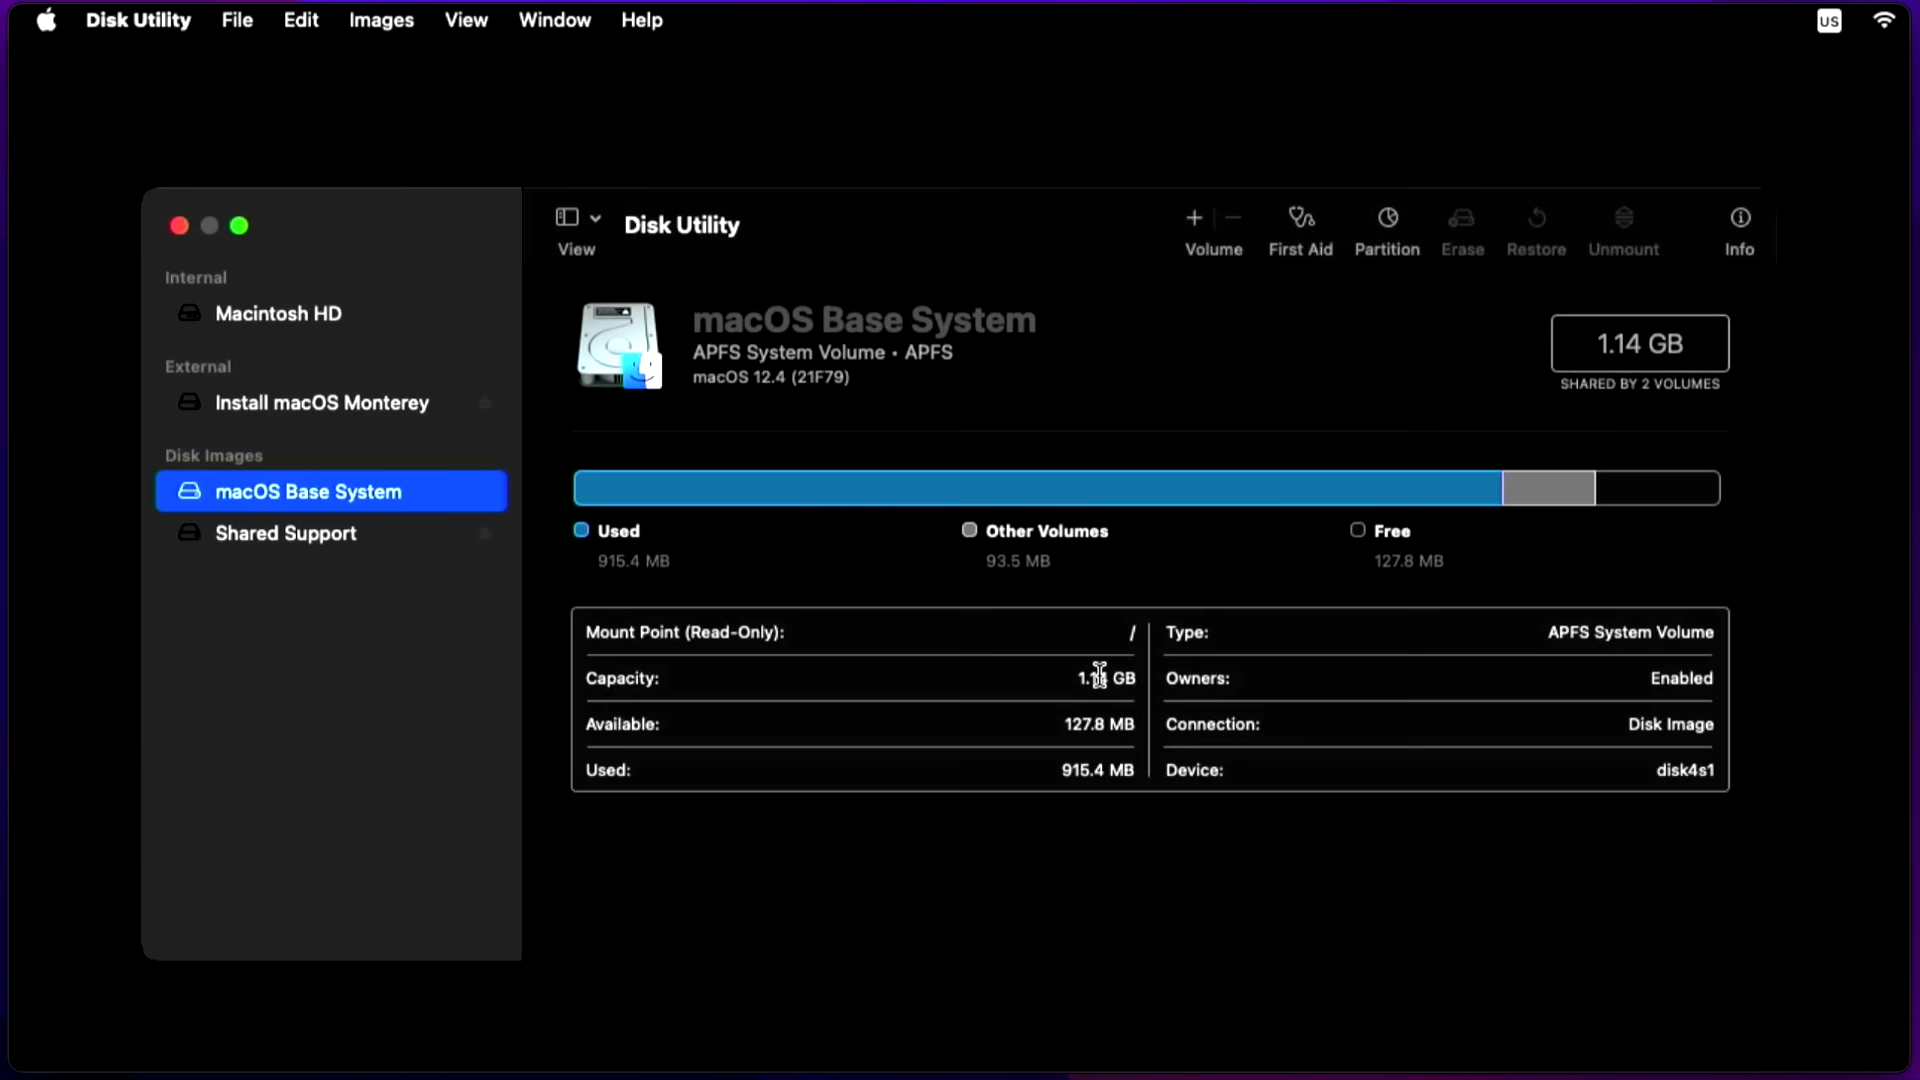 Disk Utility File Edit Images View Window Help US
Disk Utility
View
Volume First Aid Partition Erase Restore Unmount Info
Internal
Macintosh HD
External
Install macOS Monterey
Disk Images
macOS Base System
Shared Support
macOS Base System
APFS System Volume • APFS
macOS 12.4 (21F79)
1.14 GB
SHARED BY 2 VOLUMES
Used
915.4 MB
Other Volumes
93.5 MB
Free
127.8 MB
Mount Point (Read-Only): /
Capacity: 1.14 GB
Available: 127.8 MB
Used: 915.4 MB
Type: APFS System Volume
Owners: Enabled
Connection: Disk Image
Device: disk4s1